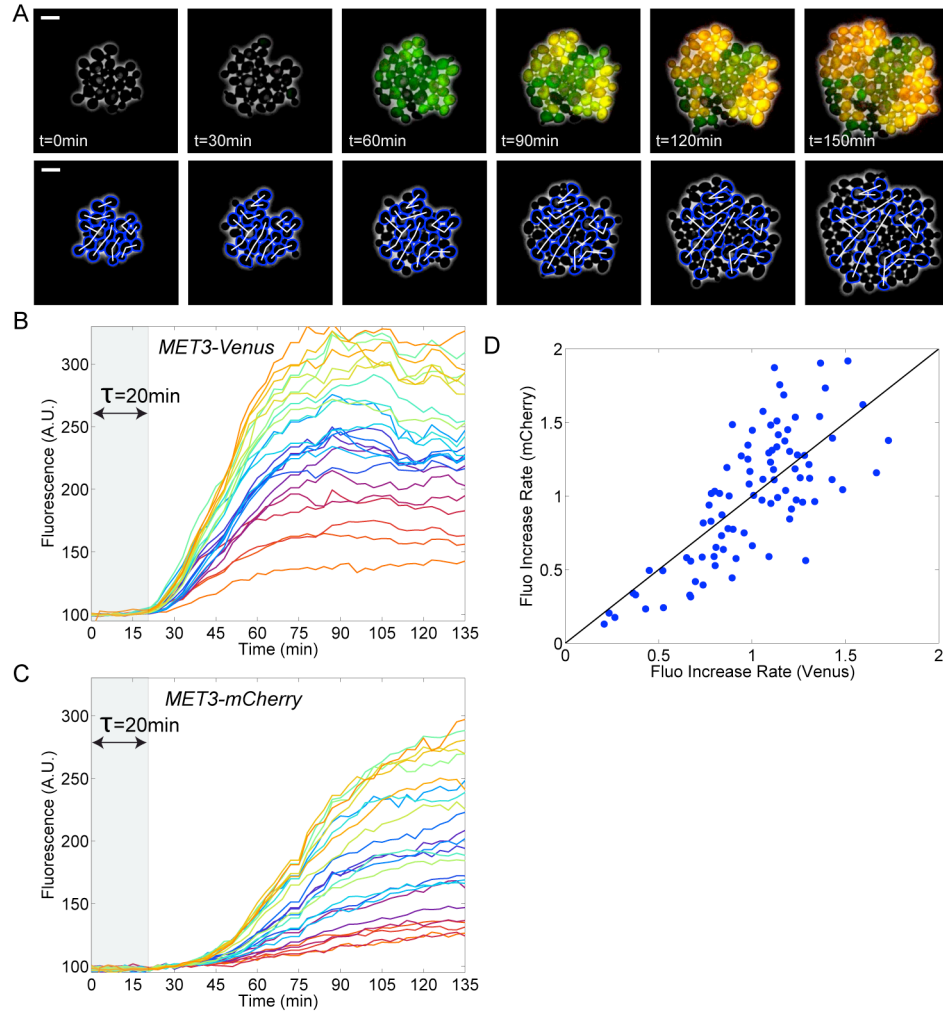 A
t=0min
t=30min
t=60min
t=90min
t=120min
t=150min
B
MET3-Venus
τ=20min
Fluorescence (A.U.)
300
250
200
150
100
0 15 30 45 60 75 90 105 120 135
Time (min)
C
MET3-mCherry
τ=20min
Fluorescence (A.U.)
300
250
200
150
100
0 15 30 45 60 75 90 105 120 135
Time (min)
D
Fluo Increase Rate (mCherry)
2
1.5
1
0.5
0
0 0.5 1 1.5 2
Fluo Increase Rate (Venus)